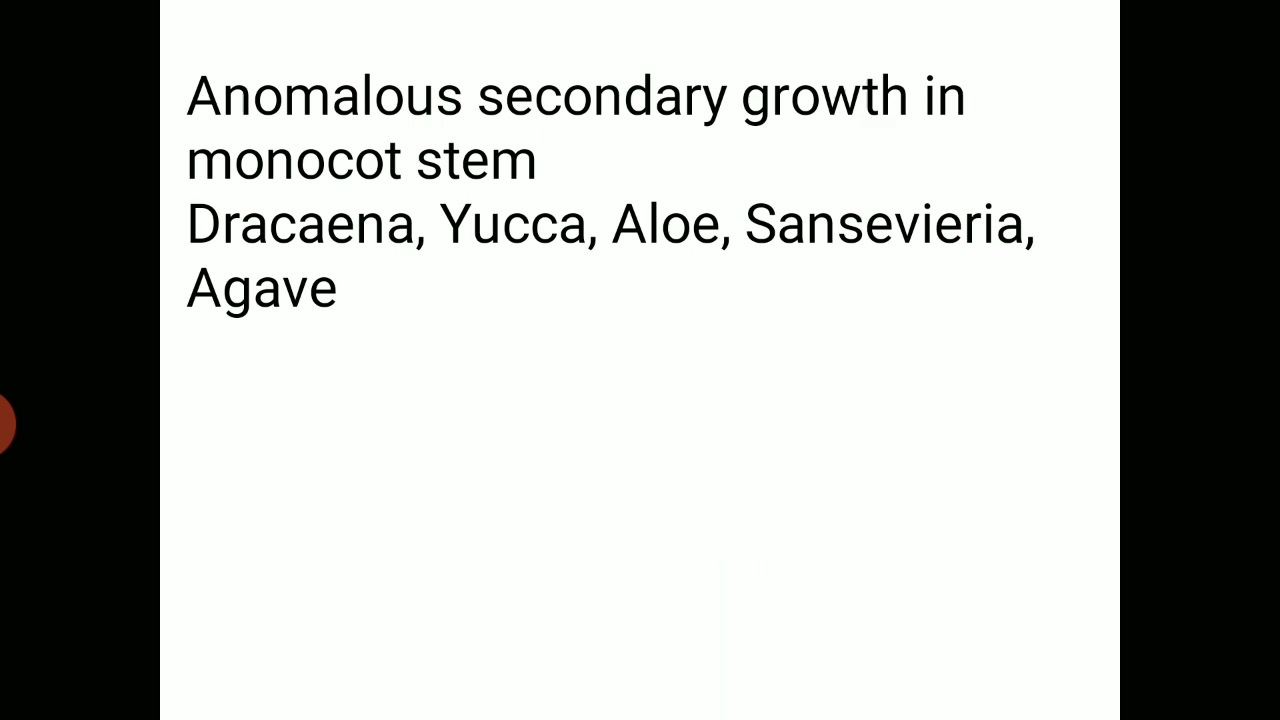 Anomalous secondary growth in
monocot stem
Dracaena, Yucca, Aloe, Sansevieria,
Agave